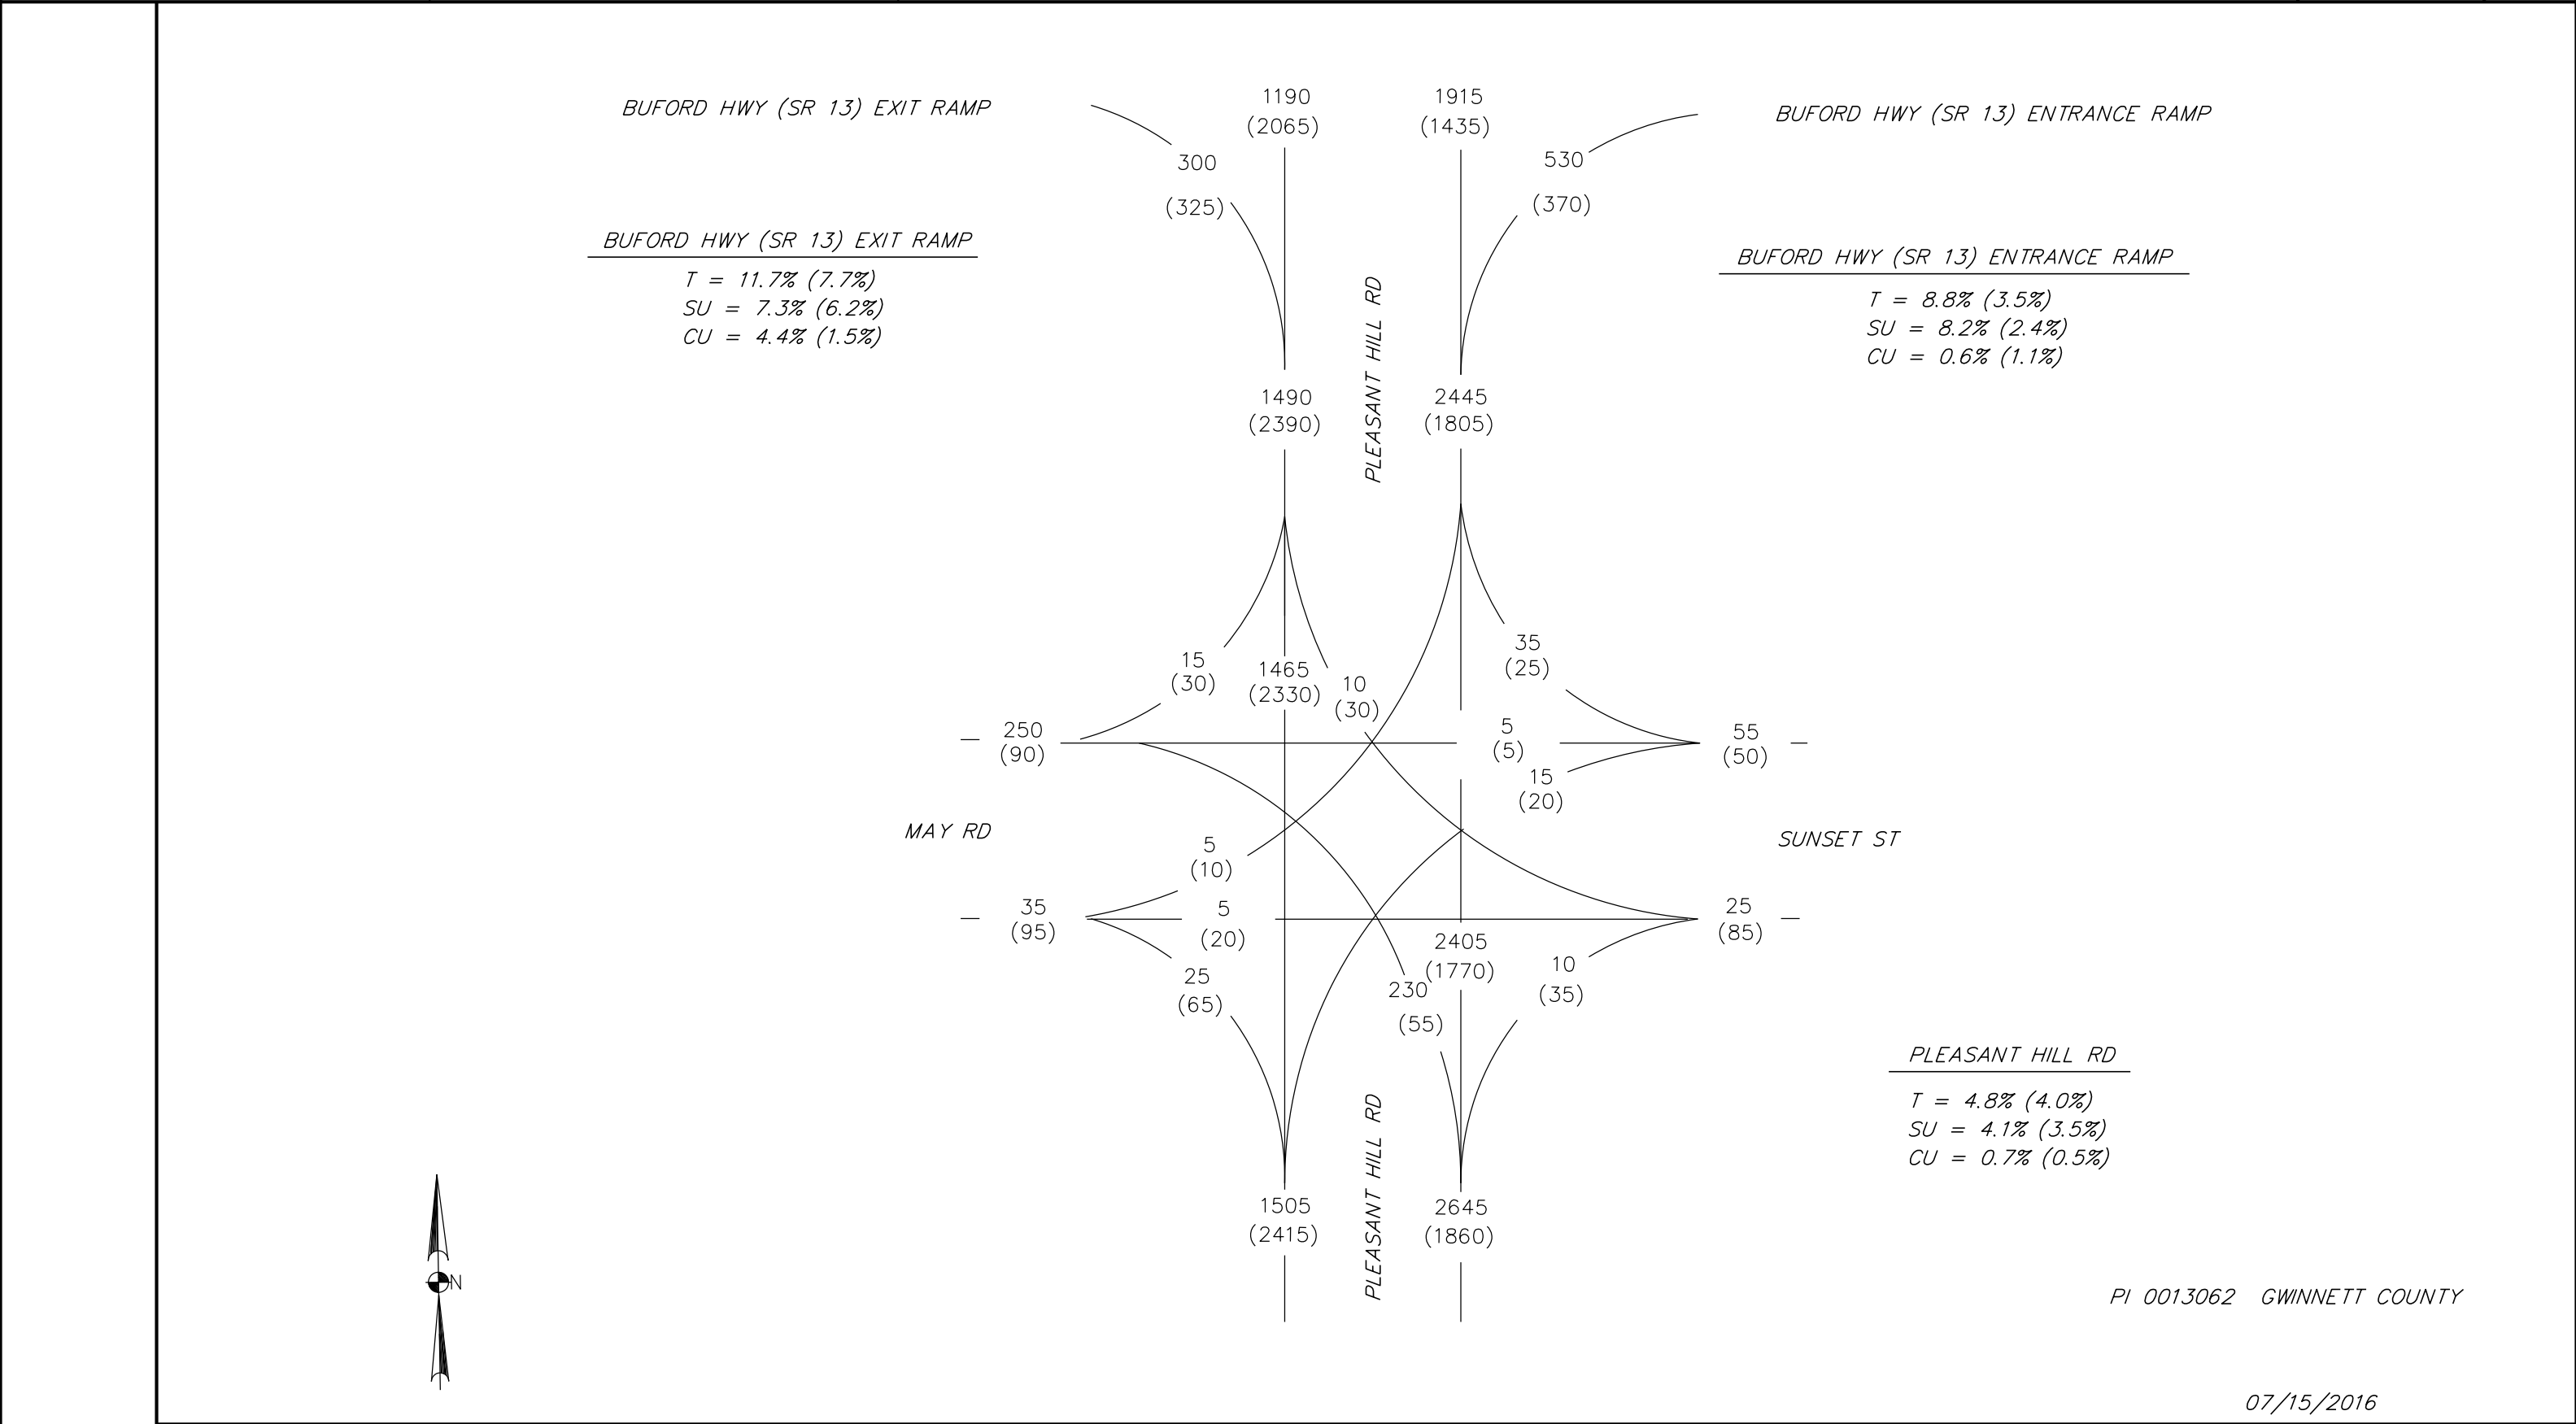 BUFORD HWY (SR 13) EXIT RAMP
1190
(2065)
1915
(1435)
BUFORD HWY (SR 13) ENTRANCE RAMP
300
(325)
530
(370)
BUFORD HWY (SR 13) EXIT RAMP
T = 11.7% (7.7%)
SU = 7.3% (6.2%)
CU = 4.4% (1.5%)
BUFORD HWY (SR 13) ENTRANCE RAMP
T = 8.8% (3.5%)
SU = 8.2% (2.4%)
CU = 0.6% (1.1%)
PLEASANT HILL RD
1490
(2390)
2445
(1805)
15
(30)
1465
(2330)
10
(30)
35
(25)
250
(90)
5
(5)
55
(50)
15
(20)
MAY RD
SUNSET ST
5
(10)
35
(95)
5
(20)
25
(85)
25
(65)
2405
(1770)
230
(55)
10
(35)
PLEASANT HILL RD
T = 4.8% (4.0%)
SU = 4.1% (3.5%)
CU = 0.7% (0.5%)
PLEASANT HILL RD
1505
(2415)
2645
(1860)
N
PI 0013062 GWINNETT COUNTY
07/15/2016